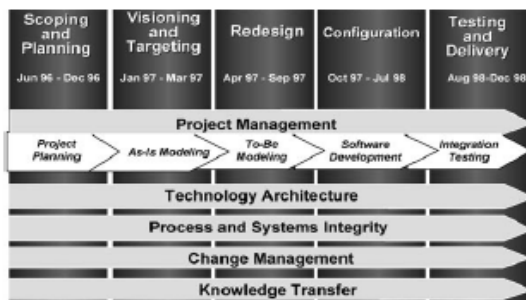 Scoping
and
Planning
Jun 96 - Dec 96
Visioning
and
Targeting
Jan 97 - Mar 97
Redesign
Apr 97 - Sep 97
Configuration
Oct 97 - Jul 98
Testing
and
Delivery
Aug 98-Dec 98
Project Management
Project
Planning
As-Is Modeling
To-Be
Modeling
Software
Development
Integration
Testing
Technology Architecture
Process and Systems Integrity
Change Management
Knowledge Transfer